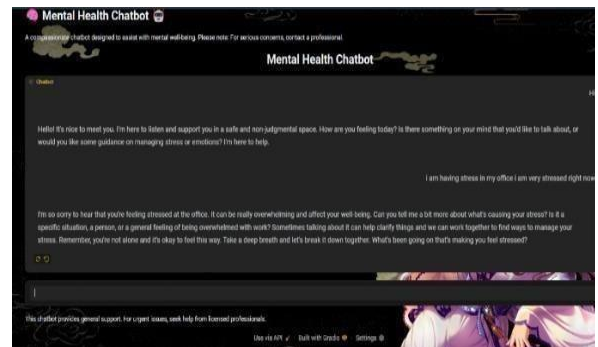 Mental Health Chatbot
A compassionate chatbot designed to assist with mental well-being. Please note: For serious concerns, contact a professional.
Mental Health Chatbot
Chatbot
Hi
Hello! It's nice to meet you. I'm here to listen and support you in a safe and non-judgmental space. How are you feeling today? Is there something on your mind that you'd like to talk about, or
would you like some guidance on managing stress or emotions? I'm here to help.
i am having stress in my office i am very stressed right now
I'm so sorry to hear that you're feeling stressed at the office. It can be really overwhelming and affect your well-being. Can you tell me a bit more about what's causing your stress? Is it a
specific situation, a person, or a general feeling of being overwhelmed with work? Sometimes talking about it can help clarify things and we can work together to find ways to manage your
stress. Remember, you're not alone and it's okay to feel this way. Take a deep breath and let's break it down together. What's been going on that's making you feel stressed?
This chatbot provides general support. For urgent issues, seek help from licensed professionals.
Use via API Built with Gradio Settings